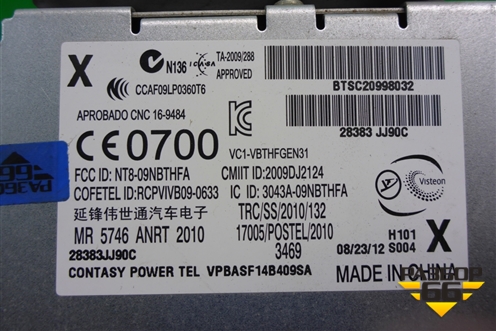 X
N136
ICASA
TA-2009/288
APPROVED
CCAF09LP0360T6
BTSC20998032
APROBADO CNC 16-9484
28383 JJ90C
CE0700
VC1-VBTHFGEN31
FCC ID: NT8-09NBTHFA
CMIIT ID:2009DJ2124
COFETEL ID:RCPVIVB09-0633
IC ID: 3043A-09NBTHFA
Visteon
延锋伟世通汽车电子
TRC/SS/2010/132
MR 5746 ANRT 2010
17005/POSTEL/2010
H101
X
28383JJ90C
3469
08/23/12 S004
CONTASY POWER TEL VPBASF14B409SA
MADE IN CHINA
РАЗБОР
66